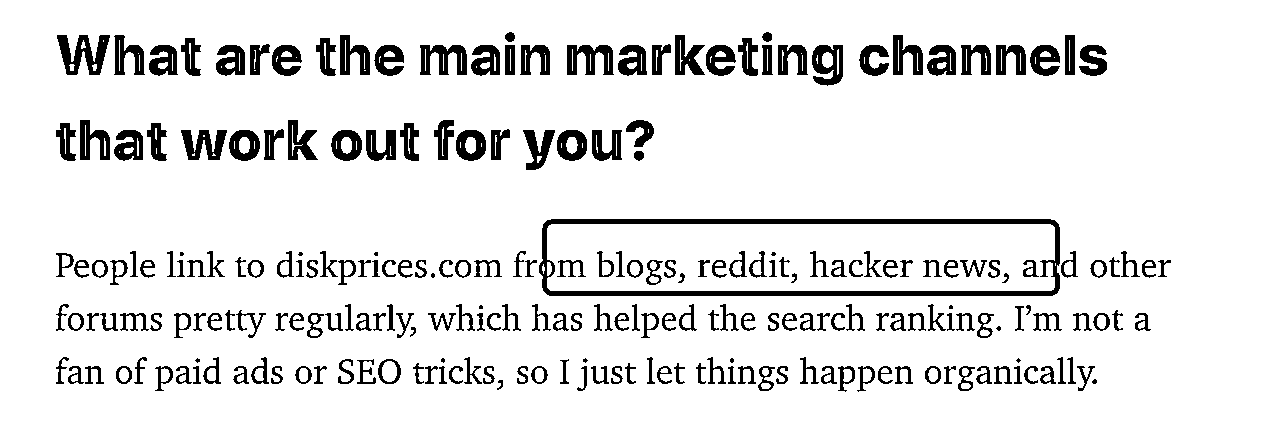 What are the main marketing channels
that work out for you?
People link to diskprices.com from blogs, reddit, hacker news, and other
forums pretty regularly, which has helped the search ranking. I’m not a
fan of paid ads or SEO tricks, so I just let things happen organically.